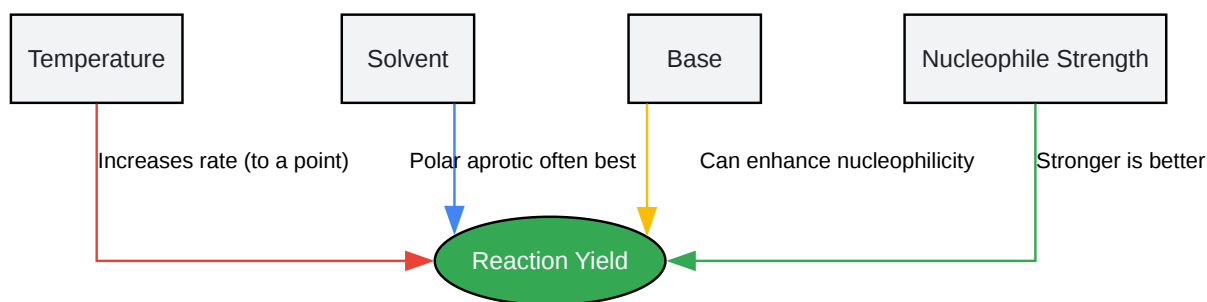 Temperature
Solvent
Base
Nucleophile Strength
Increases rate (to a point)
Polar aprotic often best
Can enhance nucleophilicity
Stronger is better
Reaction Yield